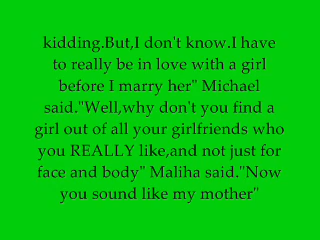 kidding.But,I don't know.I have
to really be in love with a girl
before I marry her" Michael
said."Well,why don't you find a
girl out of all your girlfriends who
you REALLY like,and not just for
face and body" Maliha said."Now
you sound like my mother"